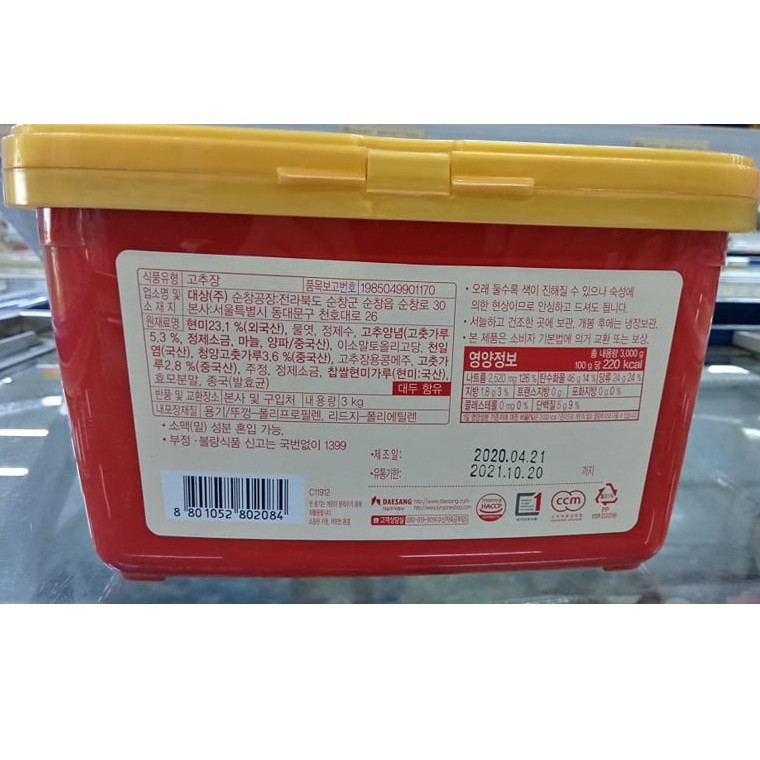 식품유형 고추장 품목보고번호 1985049901170
업소명 및 소재지 대상(주) 순창공장:전라북도 순창군 순창읍 순창로 30
본사:서울특별시 동대문구 천호대로 26
원재료명 현미23.1 %(외국산), 물엿, 정제수, 고추양념(고춧가루
5.3 %, 정제소금, 마늘, 양파/중국산), 이소말토올리고당, 천일
염(국산), 청양고춧가루3.6 %(중국산), 고추장용콩메주, 고춧가
루2.8 %(중국산), 주정, 정제소금, 찹쌀현미가루(현미:국산),
효모분말, 종국(발효균) 대두 함유
반품 및 교환장소 본사 및 구입처 내용량 3 kg
내포장재질 용기/뚜껑-폴리프로필렌, 리드지-폴리에틸렌
• 소맥(밀) 성분 혼입 가능.
• 부정·불량식품 신고는 국번없이 1399
• 오래 둘수록 색이 진해질 수 있으나 숙성에
의한 현상이므로 안심하고 드셔도 됩니다.
• 서늘하고 건조한 곳에 보관, 개봉 후에는 냉장보관.
• 본 제품은 소비자 기본법에 의거 교환 또는 보상.
영양정보 총 내용량 3,000 g
100 g 당 220 kcal
나트륨 2,520 mg 126 % 탄수화물 46 g 14 % 당류 24 g 24 %
지방 1.8 g 3 % 트랜스지방 0 g 포화지방 0 g 0 %
콜레스테롤 0 mg 0 % 단백질 5 g 9 %
•제조일: 2020.04.21
•유통기한: 2021.10.20 까지
8 801052 802084
C11912
DAESANG http://www.daesang.com
고객상담실
HACCP
1
ccm
PP